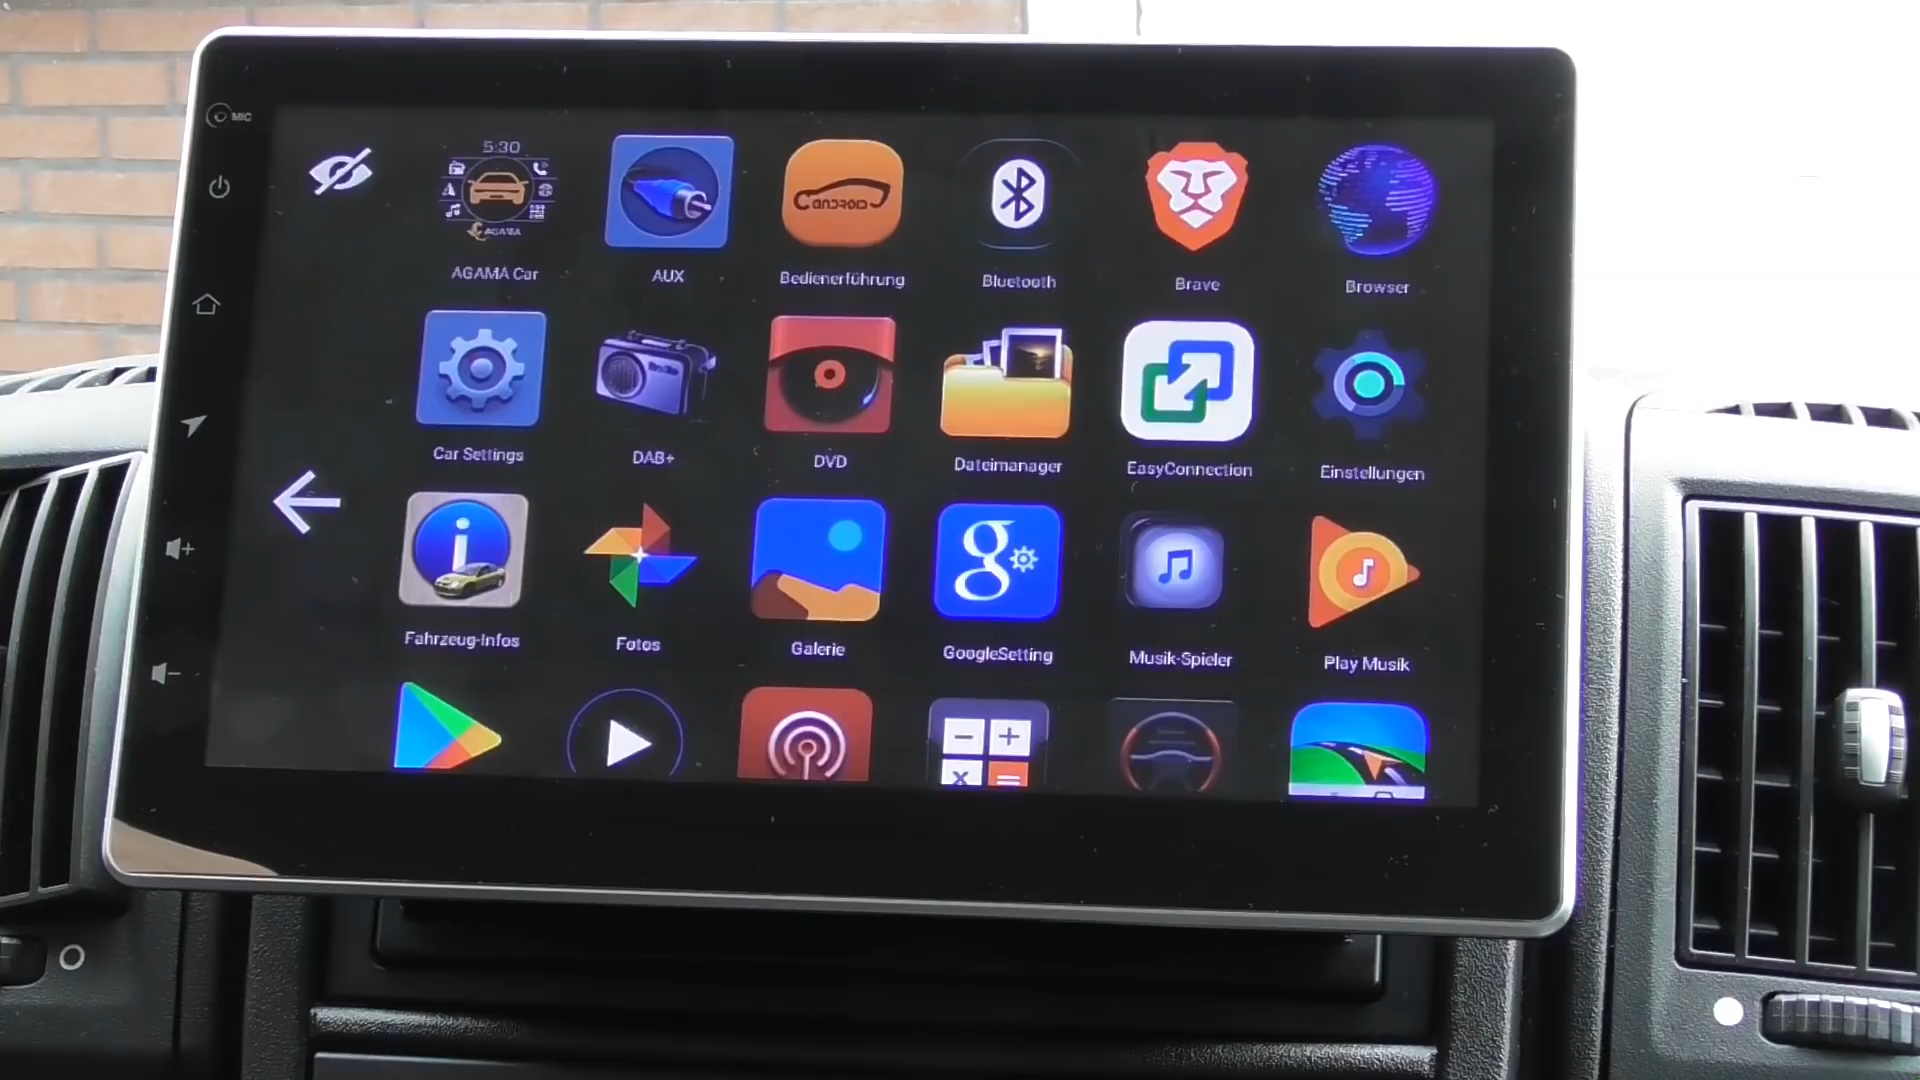 MIC
5:30
AGAMA
ANDROID
AGAMA Car
AUX
Bedienerführung
Bluetooth
Brave
Browser
Car Settings
DAB+
DVD
Dateimanager
EasyConnection
Einstellungen
Fahrzeug-Infos
Fotos
Galerie
GoogleSetting
Musik-Spieler
Play Musik